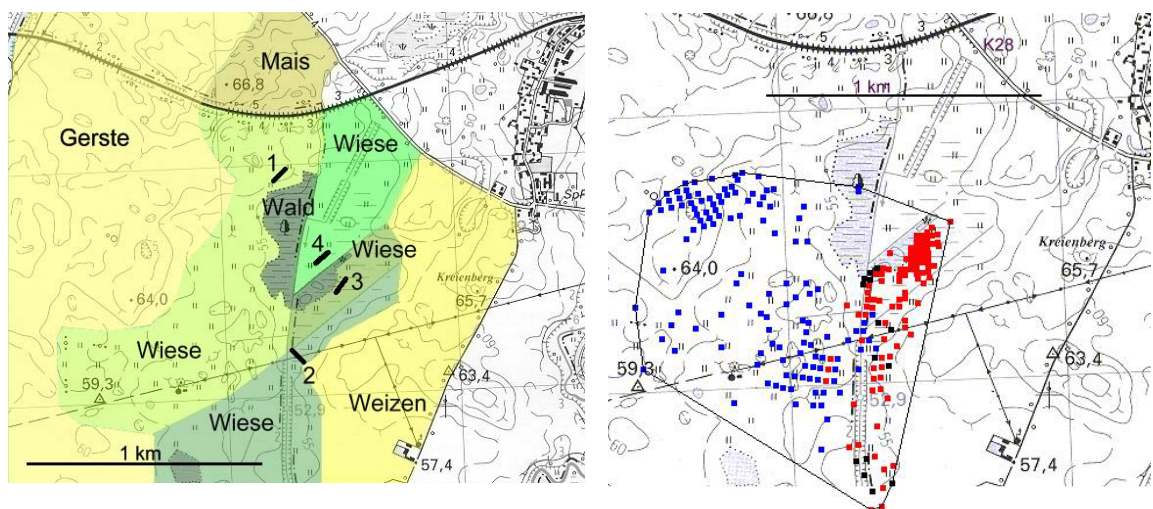 Mais
66,8
Gerste
Wiese
1
Wald
4
Wiese
3
Kreienberg
64,0
65,7
Wiese
2
59,3
63,4
Wiese
52,9
Weizen
1 km
57,4
66,8
K28
1 km
Kreienberg
64,0
65,7
59,3
63,4
52,9
57,4